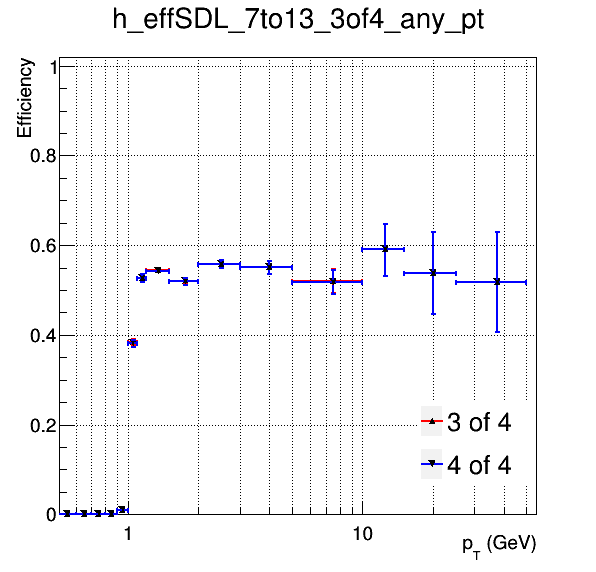 h_effSDL_7to13_3of4_any_pt
Efficiency
1
0.8
0.6
0.4
0.2
0
3 of 4
4 of 4
1
10
pT (GeV)